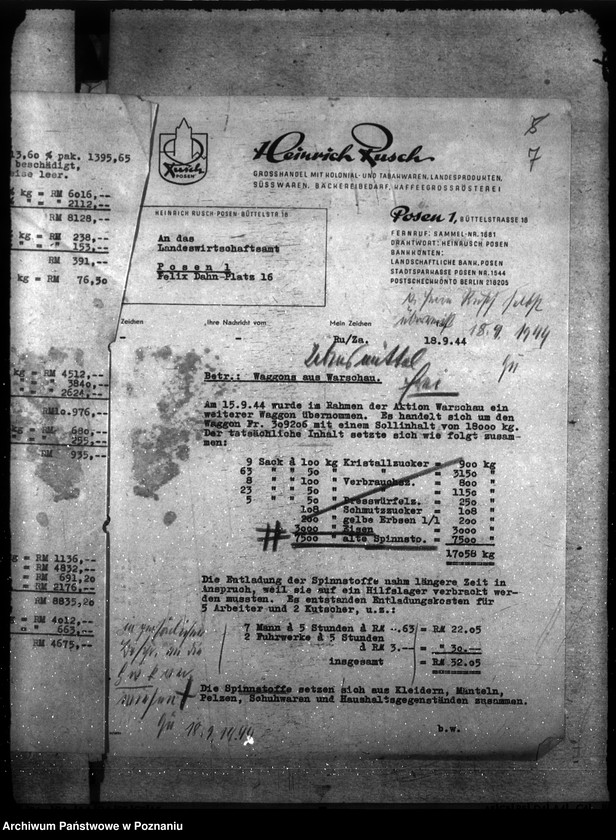 13,60 % pak. 1395,65
beschädigt,
eise leer.
kg = RM 6016,--
" = " 2112,--
RM 8128,--
kg = RM 238,--
" " 153,--
RM 391,--
kg = RM 76,50
kg = RM 4512,--
" = " 3840,--
" = " 2624,--
RM10.976,--
kg = RM 680,--
" = " 255,--
RM 935,--
= RM 1136,--
= RM 4832,--
= RM 691,20
= RM 2176,--
RM 8835,20
kg = RM 4012,--
" " 663,--
RM 4675,--
8
7
Rusch
POSEN
Heinrich Rusch
GROSSHANDEL MIT KOLONIAL- UND TABAKWAREN, LANDESPRODUKTEN,
SÜSSWAREN, BÄCKEREIBEDARF, KAFFEEGROSSRÖSTEREI
HEINRICH RUSCH · POSEN · BÜTTELSTR. 18
An das
Landeswirtschaftsamt
Posen 1
Felix Dahn-Platz 16
Posen 1, BÜTTELSTRASSE 18
FERNRUF: SAMMEL-NR. 1681
DRAHTWORT: HEINRUSCH POSEN
BANKKONTEN:
LANDSCHAFTLICHE BANK, POSEN
STADTSPARKASSE POSEN NR. 1544
POSTSCHECKKONTO BERLIN 218205
18.9.1944
Zeichen Ihre Nachricht vom Mein Zeichen
Ru/Za. 18.9.44
Lebensmittel
frei
Betr.: Waggons aus Warschau.
Am 15.9.44 wurde im Rahmen der Aktion Warschau ein
weiterer Waggon übernommen. Es handelt sich um den
Waggon Fr. 309206 mit einem Sollinhalt von 18000 kg.
Der tatsächliche Inhalt setzte sich wie folgt zusam-
men:
9 Sack à 100 kg Kristallzucker = 900 kg
63 " " 50 " " = 3150 "
8 " " 100 " Verbrauchsz. = 800 "
23 " " 50 " " = 1150 "
5 " " 50 " Presswürfelz. = 250 "
108 " Schmutzzucker = 108 "
200 " gelbe Erbsen 1/1 = 200 "
3000 " Eisen = 3000 "
7500 " alte Spinnsto. = 7500 "
17058 kg
Die Entladung der Spinnstoffe nahm längere Zeit in
Anspruch, weil sie auf ein Hilfslager verbracht wer-
den mussten. Es entstanden Entladungskosten für
5 Arbeiter und 2 Kutscher, u.z.:
7 Mann à 5 Stunden à RM -.63 = RM 22.05
2 Fuhrwerke à 5 Stunden
à RM 3.-- = " 30.--
insgesamt = RM 52.05
Die Spinnstoffe setzen sich aus Kleidern, Mänteln,
Pelzen, Schuhwaren und Haushaltsgegenständen zusammen.
18.9.1944
b.w.
Archiwum Państwowe w Poznaniu